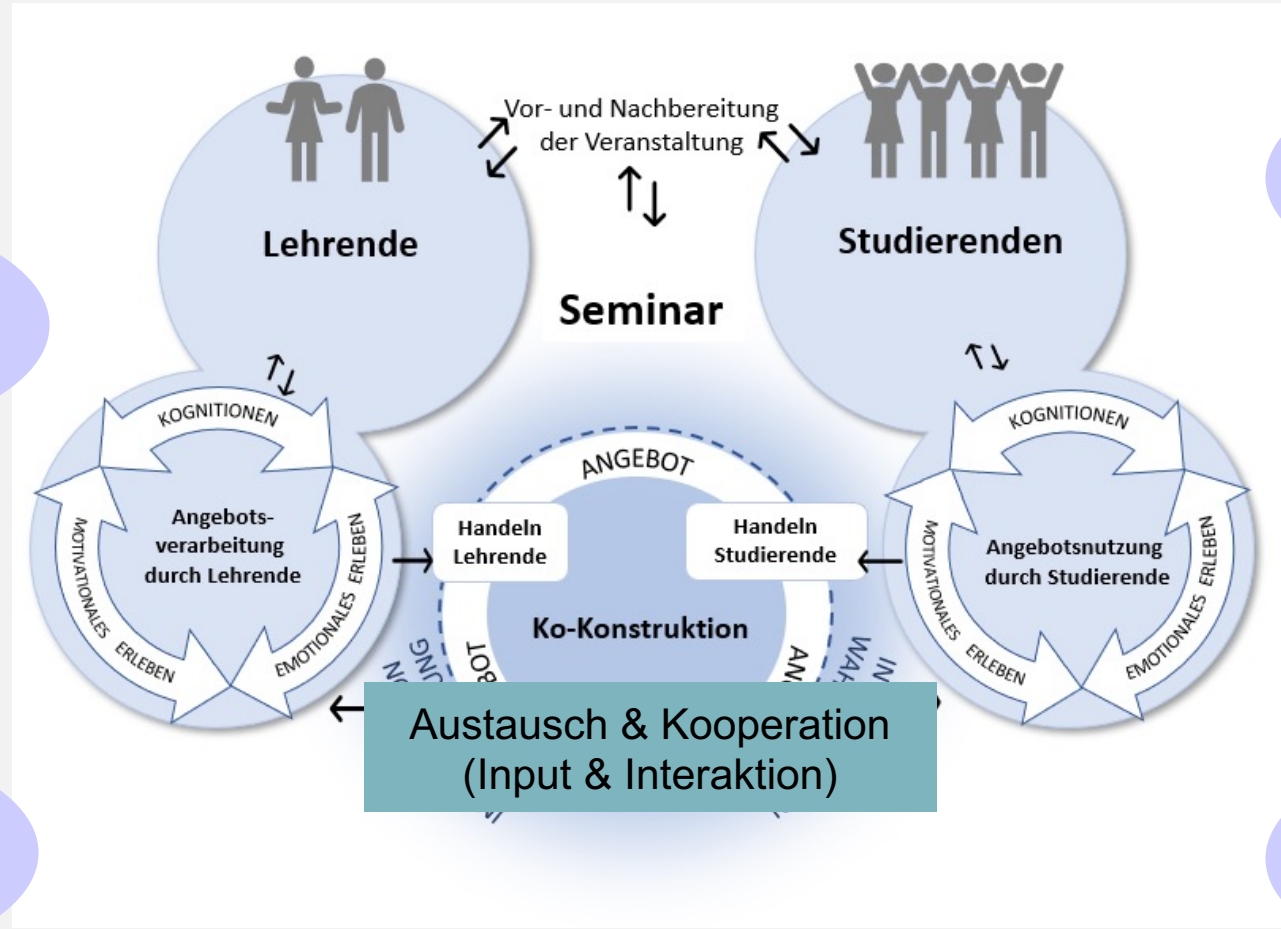 Vor- und Nachbereitung
der Veranstaltung
Lehrende
Studierenden
Seminar
KOGNITIONEN
MOTIVATIONALES ERLEBEN
EMOTIONALES ERLEBEN
Angebots-
verarbeitung
durch Lehrende
ANGEBOT
Handeln
Lehrende
Handeln
Studierende
Ko-Konstruktion
KOGNITIONEN
MOTIVATIONALES ERLEBEN
EMOTIONALES ERLEBEN
Angebotsnutzung
durch Studierende
Austausch & Kooperation
(Input & Interaktion)